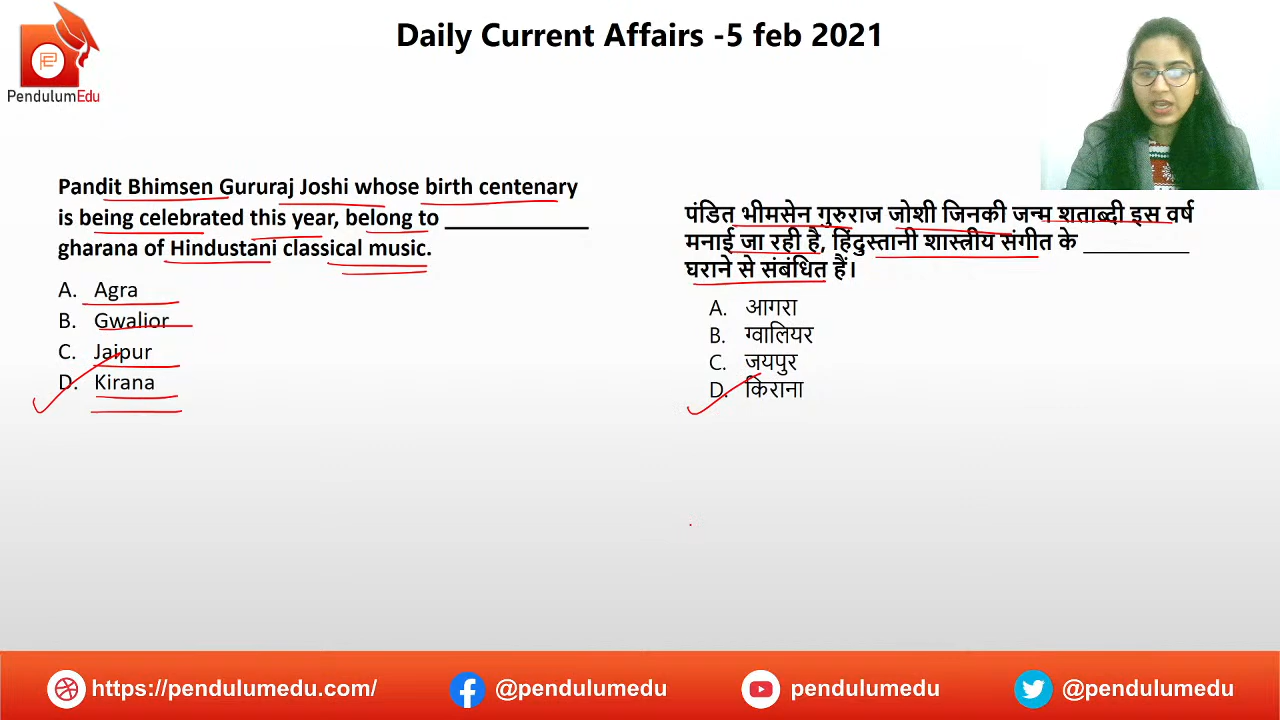 Daily Current Affairs -5 feb 2021
PendulumEdu
Pandit Bhimsen Gururaj Joshi whose birth centenary
is being celebrated this year, belong to ____________
gharana of Hindustani classical music.
A. Agra
B. Gwalior
C. Jaipur
D. Kirana
पंडित भीमसेन गुरुराज जोशी जिनकी जन्म शताब्दी इस वर्ष
मनाई जा रही है, हिंदुस्तानी शास्त्रीय संगीत के _________
घराने से संबंधित हैं।
A. आगरा
B. ग्वालियर
C. जयपुर
D. किराना
https://pendulumedu.com/
@pendulumedu
pendulumedu
@pendulumedu